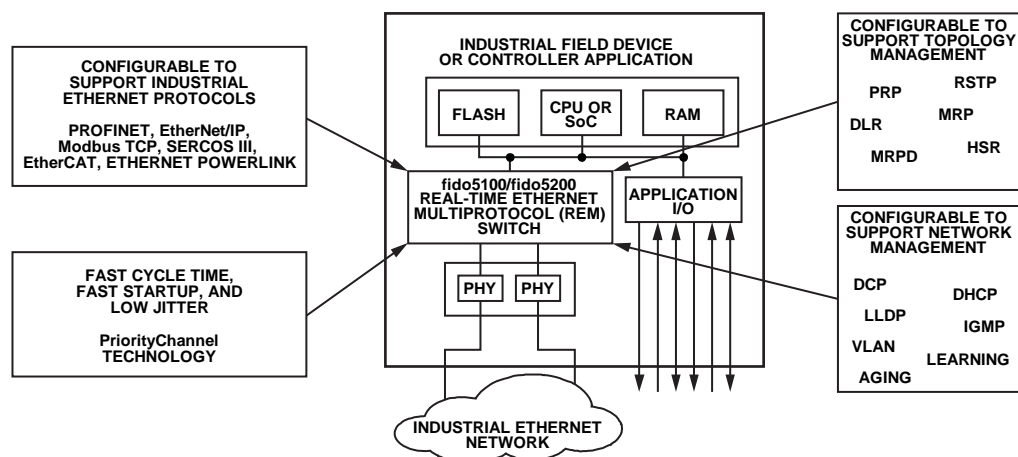 CONFIGURABLE TO
SUPPORT INDUSTRIAL
ETHERNET PROTOCOLS
PROFINET, EtherNet/IP,
Modbus TCP, SERCOS III,
EtherCAT, ETHERNET POWERLINK
FAST CYCLE TIME,
FAST STARTUP, AND
LOW JITTER
PriorityChannel
TECHNOLOGY
INDUSTRIAL FIELD DEVICE
OR CONTROLLER APPLICATION
FLASH
CPU OR
SoC
RAM
fido5100/fido5200
REAL-TIME ETHERNET
MULTIPROTOCOL (REM)
SWITCH
APPLICATION
I/O
PHY
PHY
INDUSTRIAL ETHERNET
NETWORK
CONFIGURABLE TO
SUPPORT TOPOLOGY
MANAGEMENT
PRP
RSTP
DLR
MRP
MRPD
HSR
CONFIGURABLE TO
SUPPORT NETWORK
MANAGEMENT
DCP
DHCP
LLDP
IGMP
VLAN
LEARNING
AGING